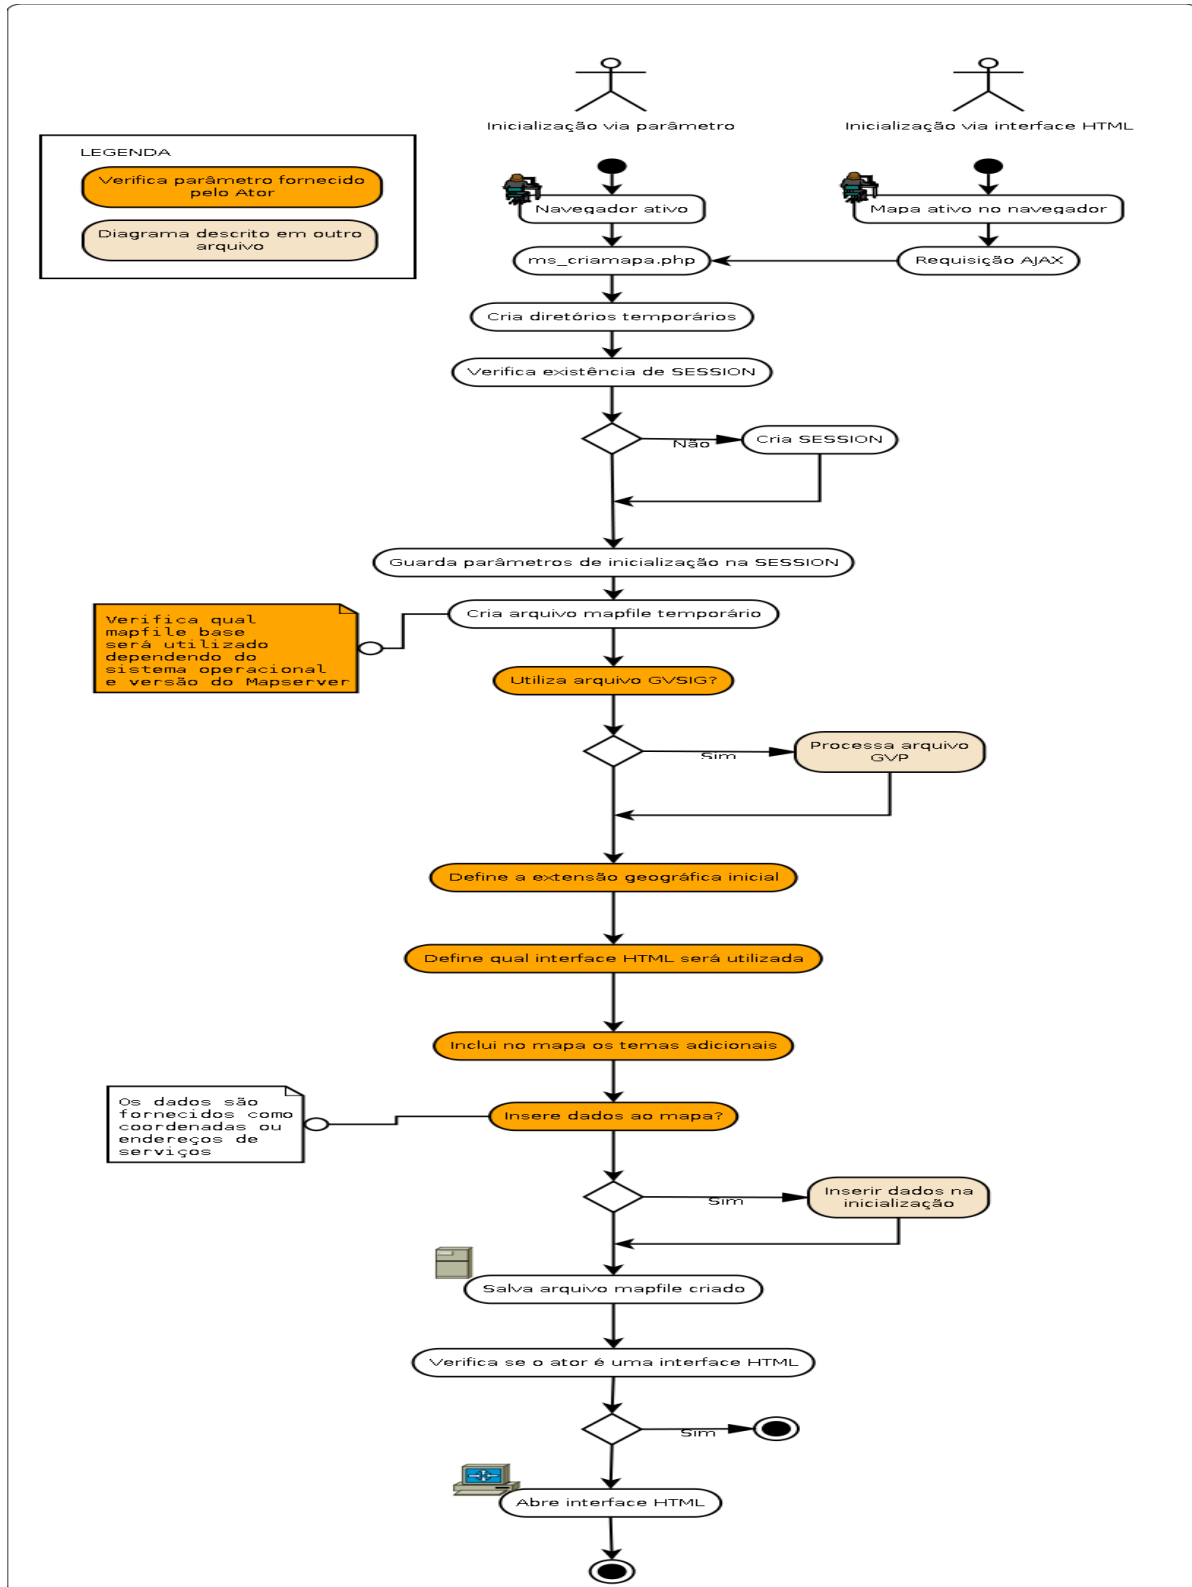 Inicialização via parâmetro
Inicialização via interface HTML
LEGENDA
Verifica parâmetro fornecido
pelo Ator
Diagrama descrito em outro
arquivo
Navegador ativo
Mapa ativo no navegador
ms_criamapa.php
Requisição AJAX
Cria diretórios temporários
Verifica existência de SESSION
Não
Cria SESSION
Guarda parâmetros de inicialização na SESSION
Cria arquivo mapfile temporário
Verifica qual
mapfile base
será utilizado
dependendo do
sistema operacional
e versão do Mapserver
Utiliza arquivo GVSIG?
Sim
Processa arquivo
GVP
Define a extensão geográfica inicial
Define qual interface HTML será utilizada
Inclui no mapa os temas adicionais
Os dados são
fornecidos como
coordenadas ou
endereços de
serviços
Insere dados ao mapa?
Sim
Inserir dados na
inicialização
Salva arquivo mapfile criado
Verifica se o ator é uma interface HTML
Sim
Abre interface HTML